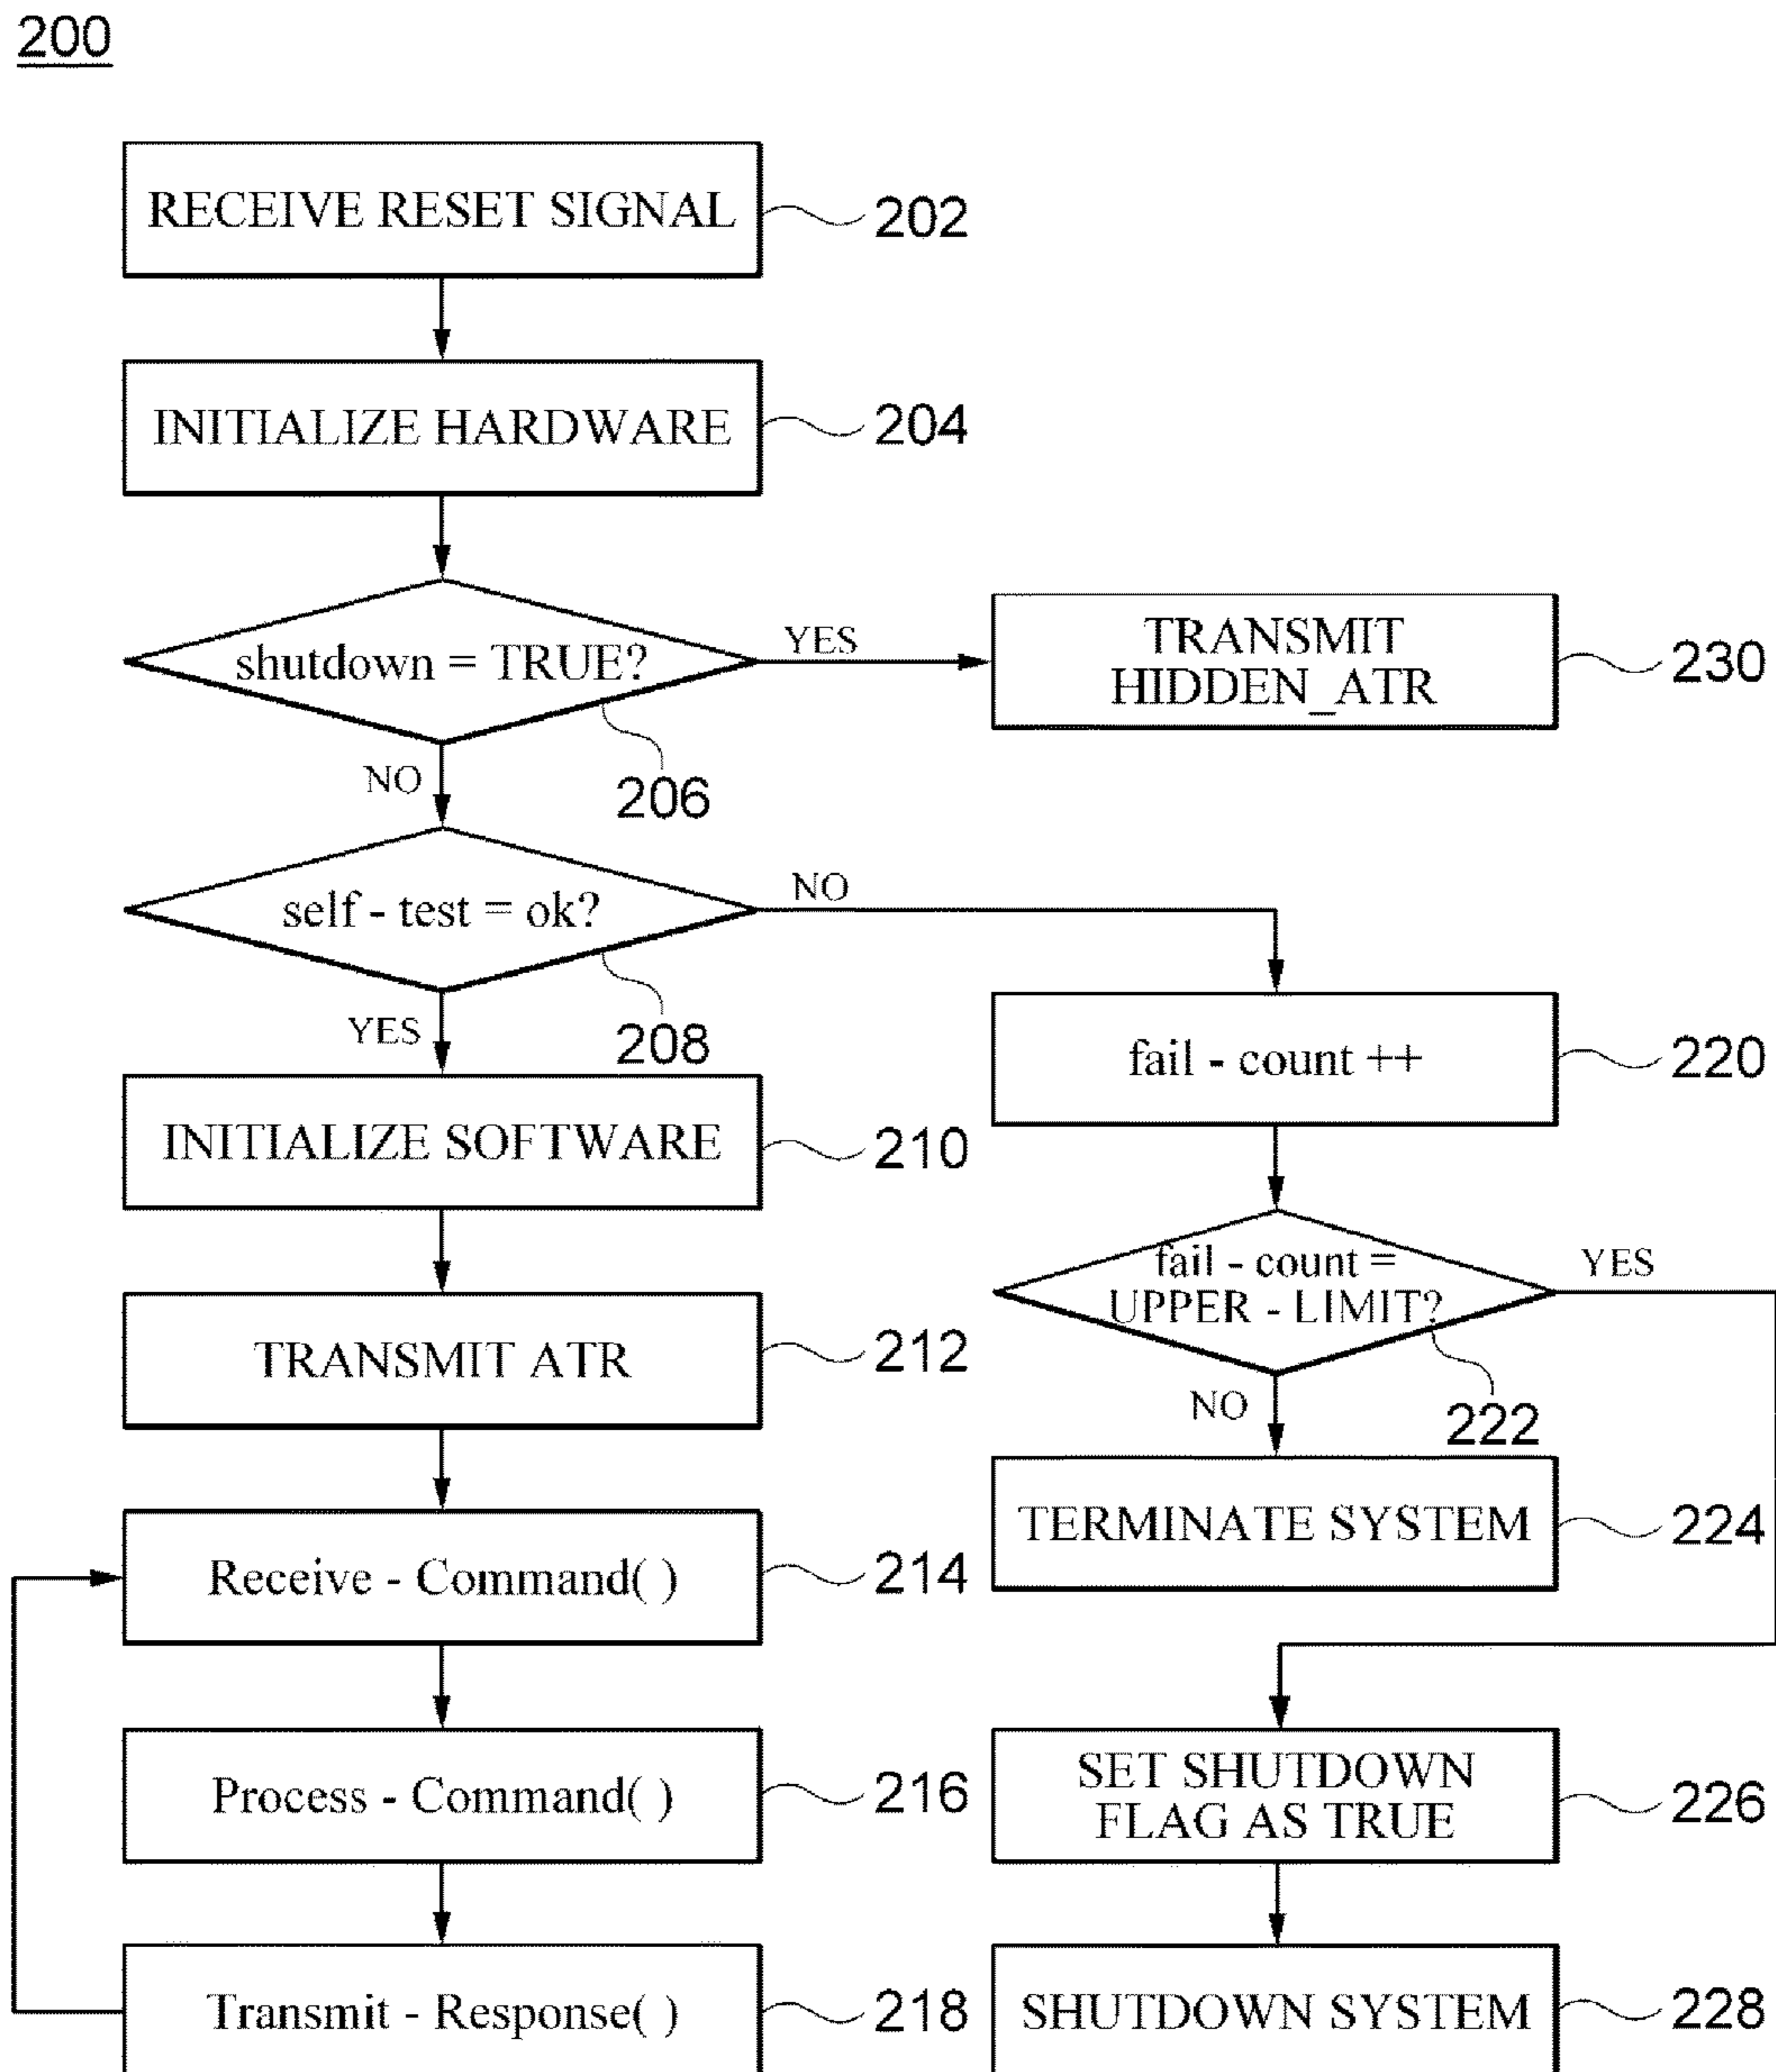 200
RECEIVE RESET SIGNAL
202
INITIALIZE HARDWARE
204
shutdown = TRUE?
YES
TRANSMIT
HIDDEN_ATR
230
NO
206
self - test = ok?
NO
YES
208
fail - count ++
220
INITIALIZE SOFTWARE
210
fail - count =
UPPER - LIMIT?
YES
TRANSMIT ATR
212
NO
222
TERMINATE SYSTEM
224
Receive - Command( )
214
Process - Command( )
216
SET SHUTDOWN
FLAG AS TRUE
226
Transmit - Response( )
218
SHUTDOWN SYSTEM
228